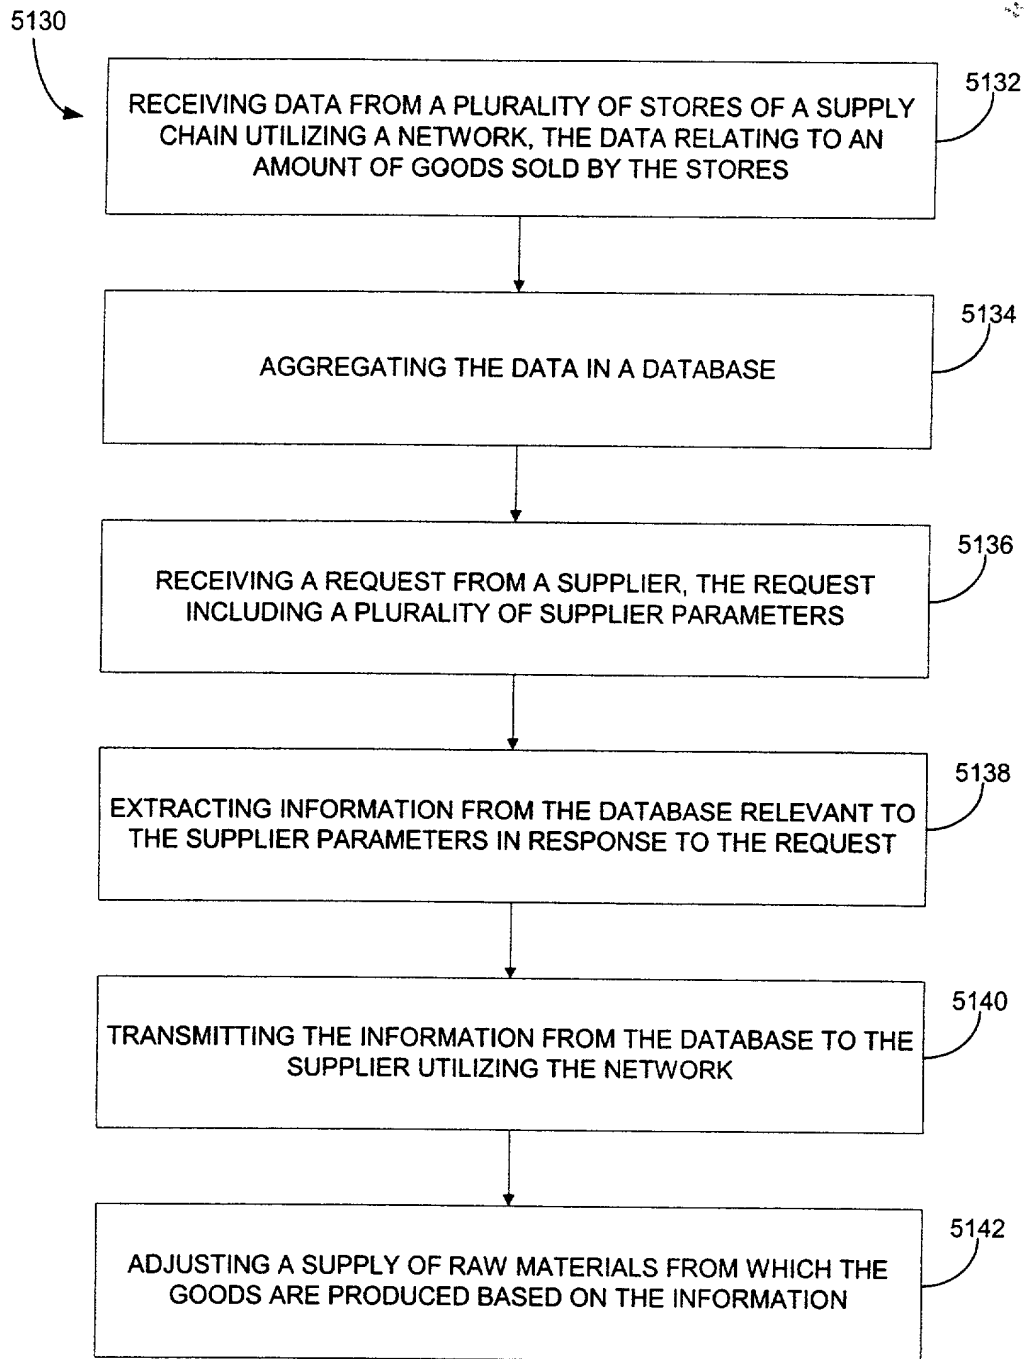 5130
5132
RECEIVING DATA FROM A PLURALITY OF STORES OF A SUPPLY
CHAIN UTILIZING A NETWORK, THE DATA RELATING TO AN
AMOUNT OF GOODS SOLD BY THE STORES
5134
AGGREGATING THE DATA IN A DATABASE
5136
RECEIVING A REQUEST FROM A SUPPLIER, THE REQUEST
INCLUDING A PLURALITY OF SUPPLIER PARAMETERS
5138
EXTRACTING INFORMATION FROM THE DATABASE RELEVANT TO
THE SUPPLIER PARAMETERS IN RESPONSE TO THE REQUEST
5140
TRANSMITTING THE INFORMATION FROM THE DATABASE TO THE
SUPPLIER UTILIZING THE NETWORK
5142
ADJUSTING A SUPPLY OF RAW MATERIALS FROM WHICH THE
GOODS ARE PRODUCED BASED ON THE INFORMATION